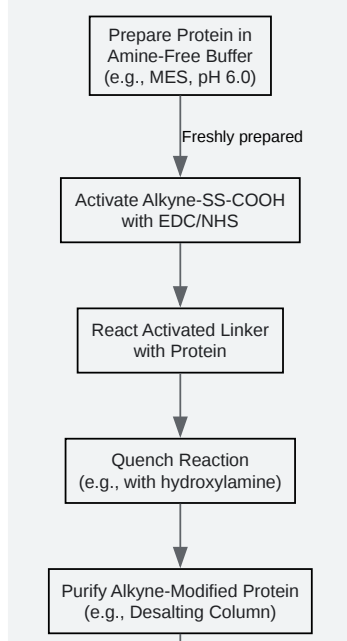 Prepare Protein in
Amine-Free Buffer
(e.g., MES, pH 6.0)
Freshly prepared
Activate Alkyne-SS-COOH
with EDC/NHS
React Activated Linker
with Protein
Quench Reaction
(e.g., with hydroxylamine)
Purify Alkyne-Modified Protein
(e.g., Desalting Column)